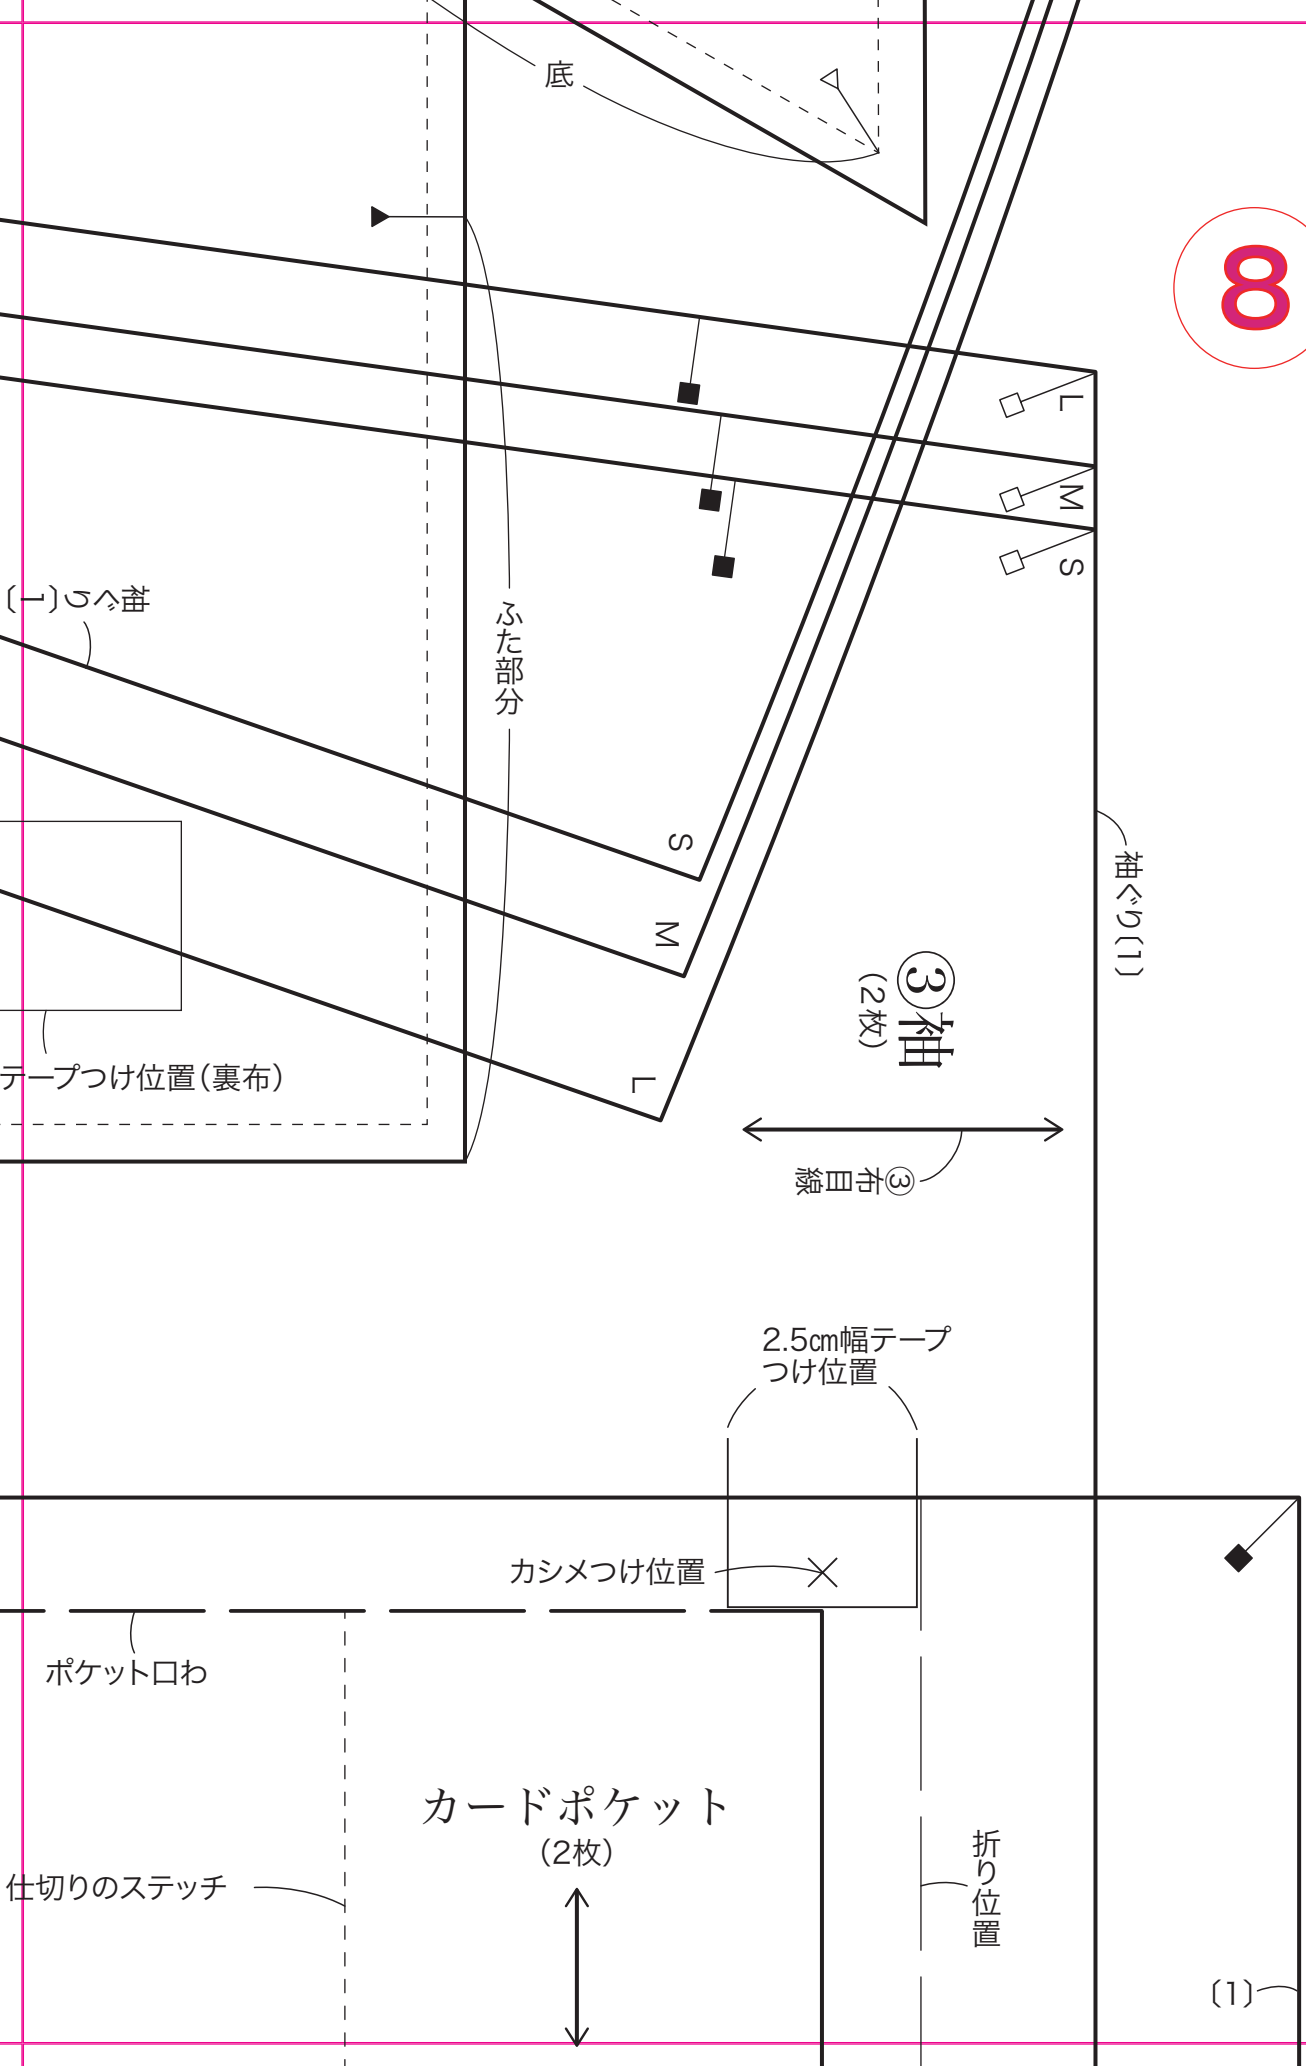 底
8
L
M
S
袖ぐり〔1〕
ふた部分
S
M
L
袖ぐり〔1〕
③袖
(2枚)
テープつけ位置(裏布)
③布目線
2.5cm幅テープ
つけ位置
カシメつけ位置
ポケット口わ
カードポケット
(2枚)
仕切りのステッチ
折り位置
〔1〕